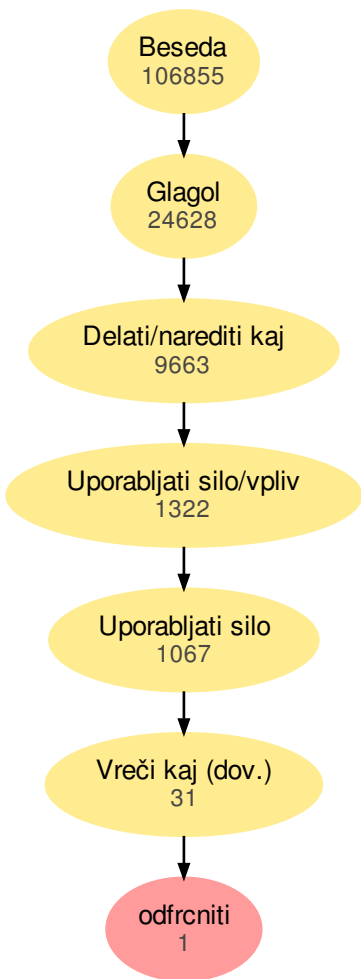 Beseda
106855
Glagol
24628
Delati/narediti kaj
9663
Uporabljati silo/vpliv
1322
Uporabljati silo
1067
Vreči kaj (dov.)
31
odfrcniti
1